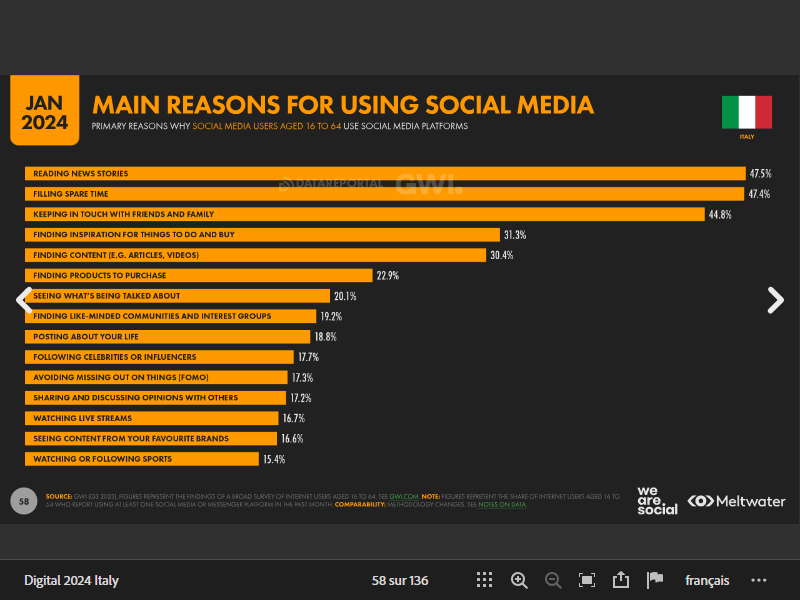 JAN
2024
MAIN REASONS FOR USING SOCIAL MEDIA
PRIMARY REASONS WHY SOCIAL MEDIA USERS AGED 16 TO 64 USE SOCIAL MEDIA PLATFORMS
ITALY
DATAREPORTAL GWI.
READING NEWS STORIES 47.5%
FILLING SPARE TIME 47.4%
KEEPING IN TOUCH WITH FRIENDS AND FAMILY 44.8%
FINDING INSPIRATION FOR THINGS TO DO AND BUY 31.3%
FINDING CONTENT (E.G. ARTICLES, VIDEOS) 30.4%
FINDING PRODUCTS TO PURCHASE 22.9%
SEEING WHAT'S BEING TALKED ABOUT 20.1%
FINDING LIKE-MINDED COMMUNITIES AND INTEREST GROUPS 19.2%
POSTING ABOUT YOUR LIFE 18.8%
FOLLOWING CELEBRITIES OR INFLUENCERS 17.7%
AVOIDING MISSING OUT ON THINGS (FOMO) 17.3%
SHARING AND DISCUSSING OPINIONS WITH OTHERS 17.2%
WATCHING LIVE STREAMS 16.7%
SEEING CONTENT FROM YOUR FAVOURITE BRANDS 16.6%
WATCHING OR FOLLOWING SPORTS 15.4%
58
SOURCE: GWI (Q3 2023). FIGURES REPRESENT THE FINDINGS OF A BROAD SURVEY OF INTERNET USERS AGED 16 TO 64. SEE GWI.COM. NOTE: FIGURES REPRESENT THE SHARE OF INTERNET USERS AGED 16 TO
64 WHO REPORT USING AT LEAST ONE SOCIAL MEDIA OR MESSENGER PLATFORM IN THE PAST MONTH. COMPARABILITY: METHODOLOGY CHANGES. SEE NOTES ON DATA.
we
are.
social
Meltwater
Digital 2024 Italy
58 sur 136
français